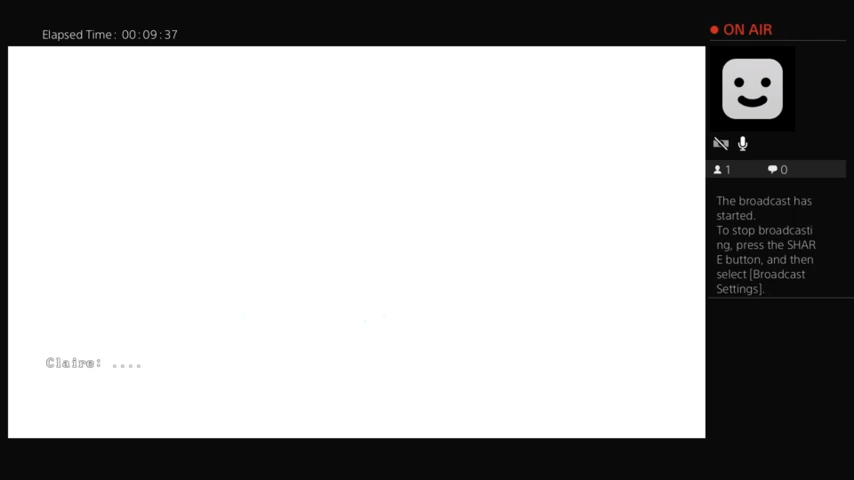 Elapsed Time: 00:09:37
ON AIR
1 0
The broadcast has
started.
To stop broadcasti
ng, press the SHAR
E button, and then
select [Broadcast
Settings].
Claire: ....